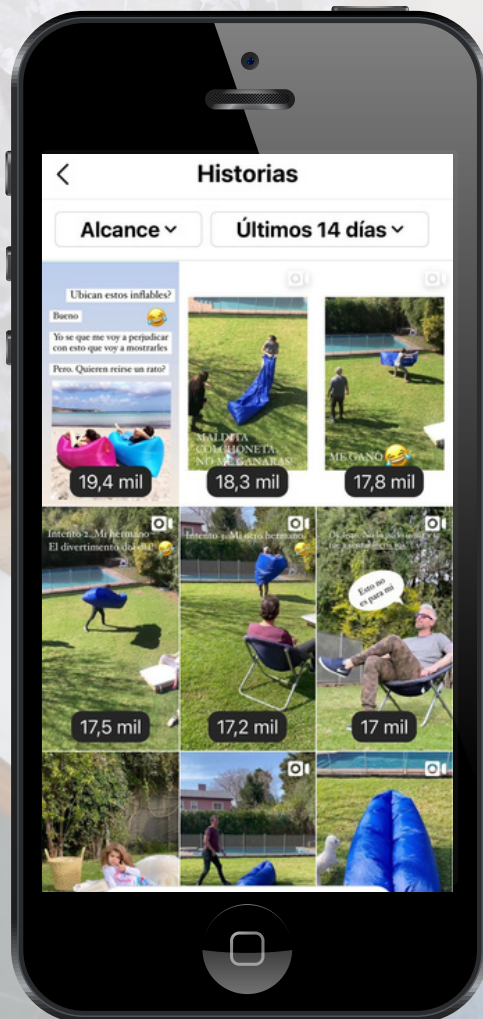 Historias
Alcance
Últimos 14 días
Ubican estos inflables?
Bueno
Yo se que me voy a perjudicar
con esto que voy a mostrarles
Pero. Quieren reirse un rato?
19,4 mil
MALDITA
COLCHONETA.
NO ME GANARAS!
18,3 mil
ME GANO
17,8 mil
Intento 2. Mi hermano
El divertimento del
17,5 mil
Intento 3. Mi otro hermano
17,2 mil
Esto no
es para mi
17 mil